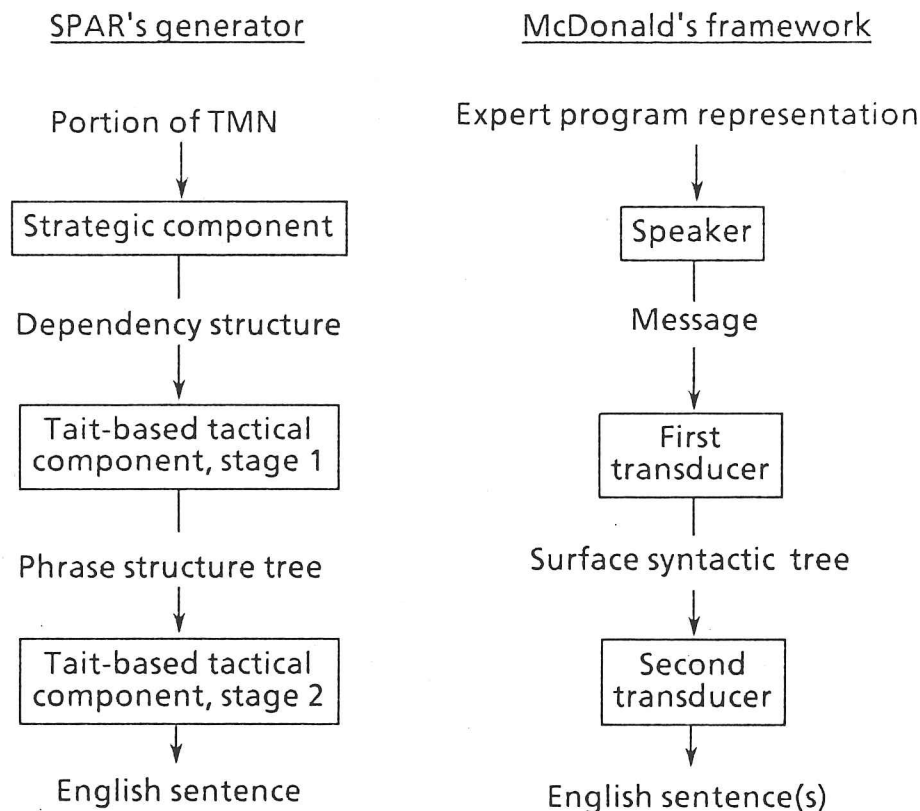 SPAR's generator
Portion of TMN
Strategic component
Dependency structure
Tait-based tactical
component, stage 1
Phrase structure tree
Tait-based tactical
component, stage 2
English sentence
McDonald's framework
Expert program representation
Speaker
Message
First
transducer
Surface syntactic tree
Second
transducer
English sentence(s)